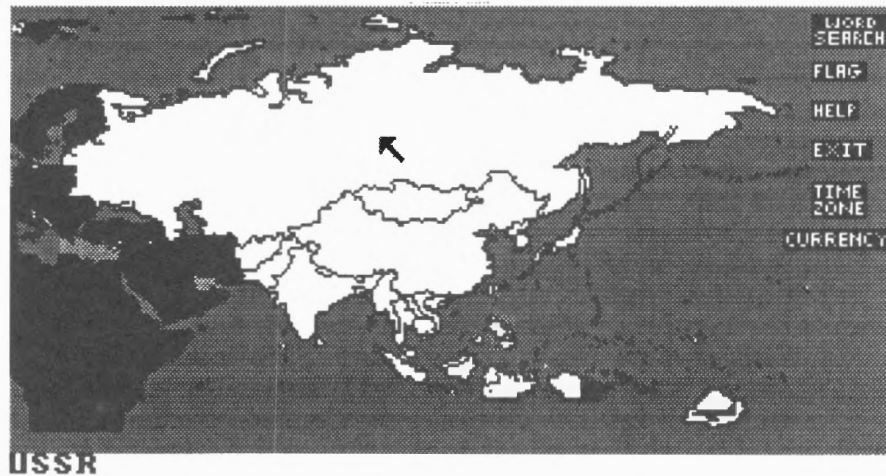 WORD
SEARCH
FLAG
HELP
EXIT
TIME
ZONE
CURRENCY
USSR